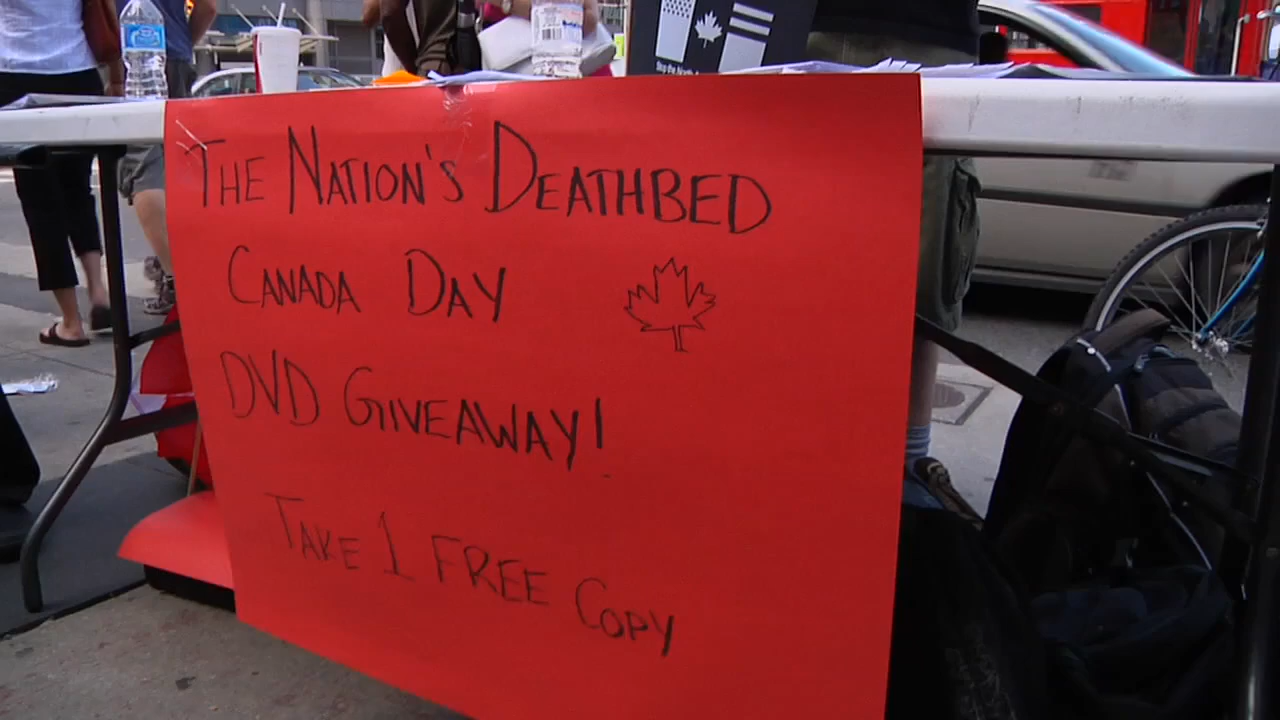 THE NATION'S DEATHBED
CANADA DAY
DVD GIVEAWAY!
TAKE 1 FREE COPY